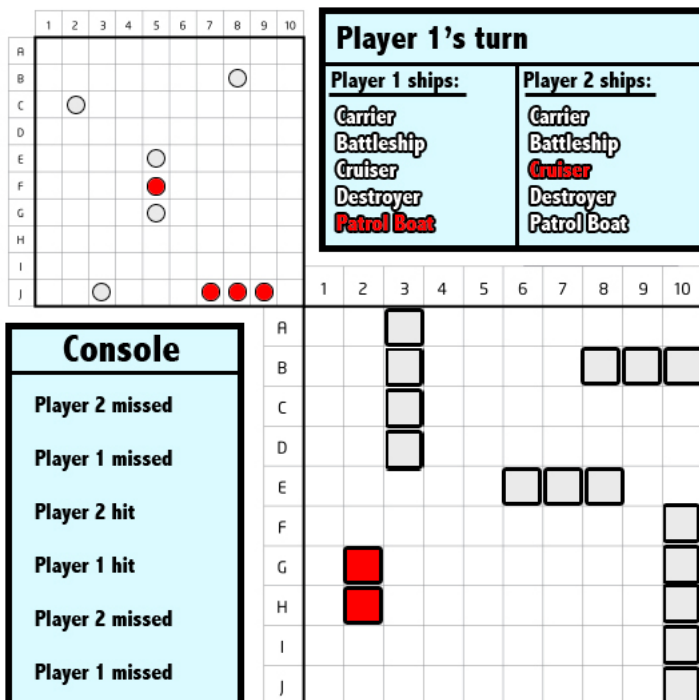 1 2 3 4 5 6 7 8 9 10
A
B
C
D
E
F
G
H
I
J
Player 1's turn
Player 1 ships:
Carrier
Battleship
Cruiser
Destroyer
Patrol Boat
Player 2 ships:
Carrier
Battleship
Cruiser
Destroyer
Patrol Boat
Console
Player 2 missed
Player 1 missed
Player 2 hit
Player 1 hit
Player 2 missed
Player 1 missed
1 2 3 4 5 6 7 8 9 10
A
B
C
D
E
F
G
H
I
J